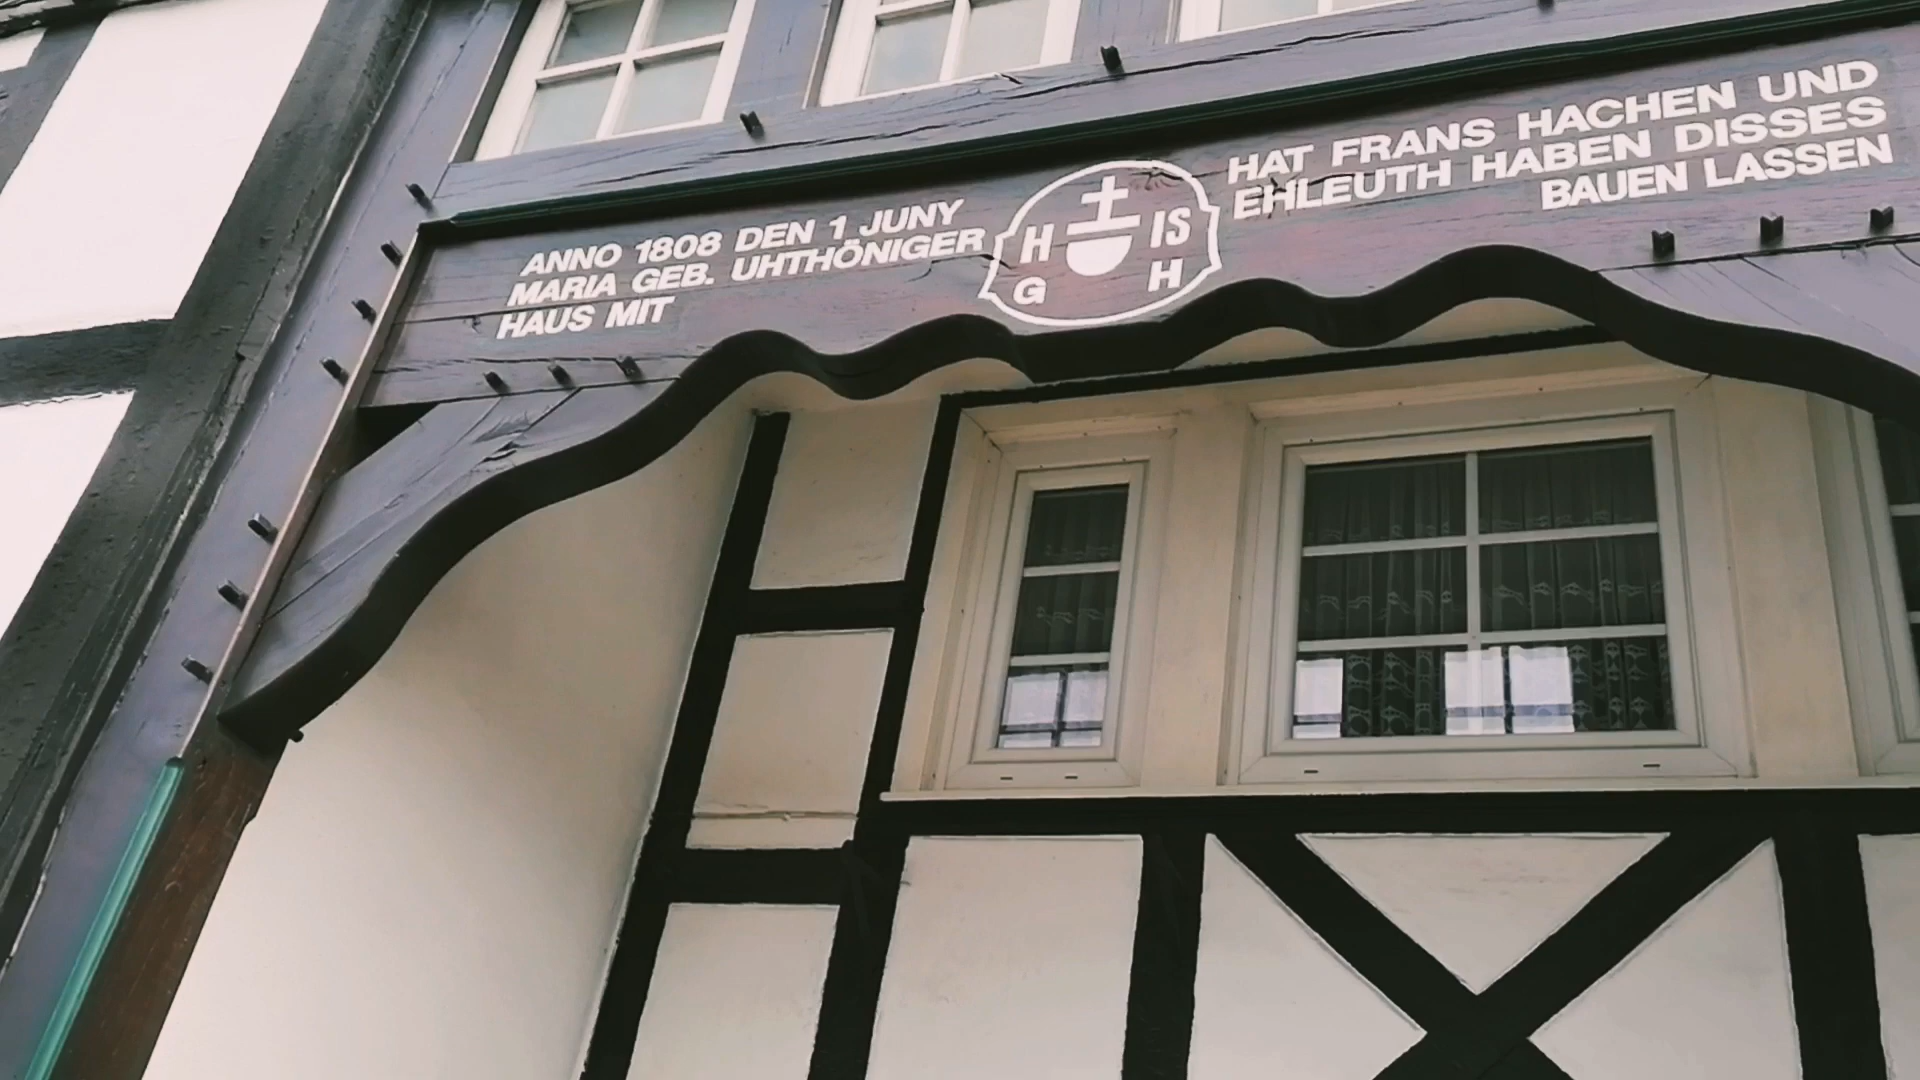 ANNO 1808 DEN 1 JUNY HAT FRANS HACHEN UND
MARIA GEB. UHTHÖNIGER EHLEUTH HABEN DISSES
HAUS MIT BAUEN LASSEN
H IS
G H